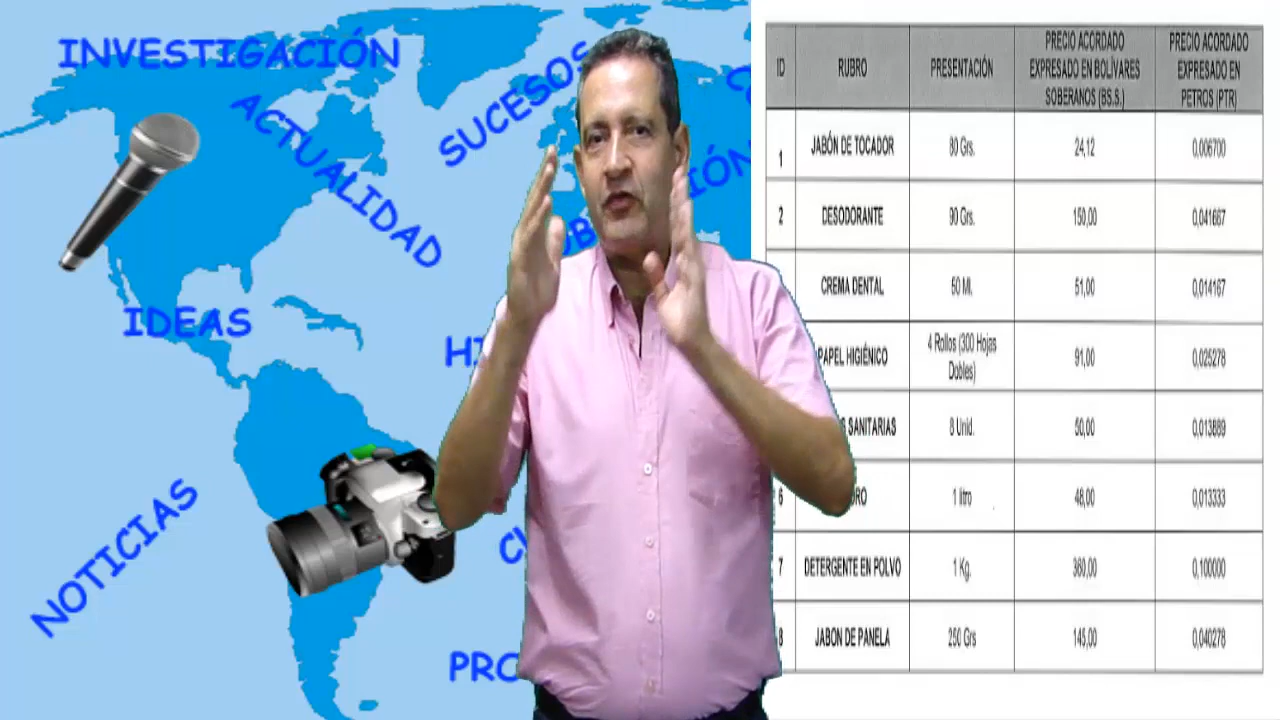 INVESTIGACIÓN
ACTUALIDAD
SUCESOS
IDEAS
NOTICIAS
ID RUBRO PRESENTACIÓN PRECIO ACORDADO EXPRESADO EN BOLÍVARES SOBERANOS (BS.S.) PRECIO ACORDADO EXPRESADO EN PETROS (PTR)
1 JABÓN DE TOCADOR 80 Grs. 24,12 0,006700
2 DESODORANTE 90 Grs. 150,00 0,041667
CREMA DENTAL 50 Ml. 51,00 0,014167
PAPEL HIGIÉNICO 4 Rollos (300 Hojas Dobles) 91,00 0,025278
SANITARIAS 8 Unid. 50,00 0,013889
6 1 litro 48,00 0,013333
7 DETERGENTE EN POLVO 1 Kg. 360,00 0,100000
8 JABON DE PANELA 250 Grs 145,00 0,040278